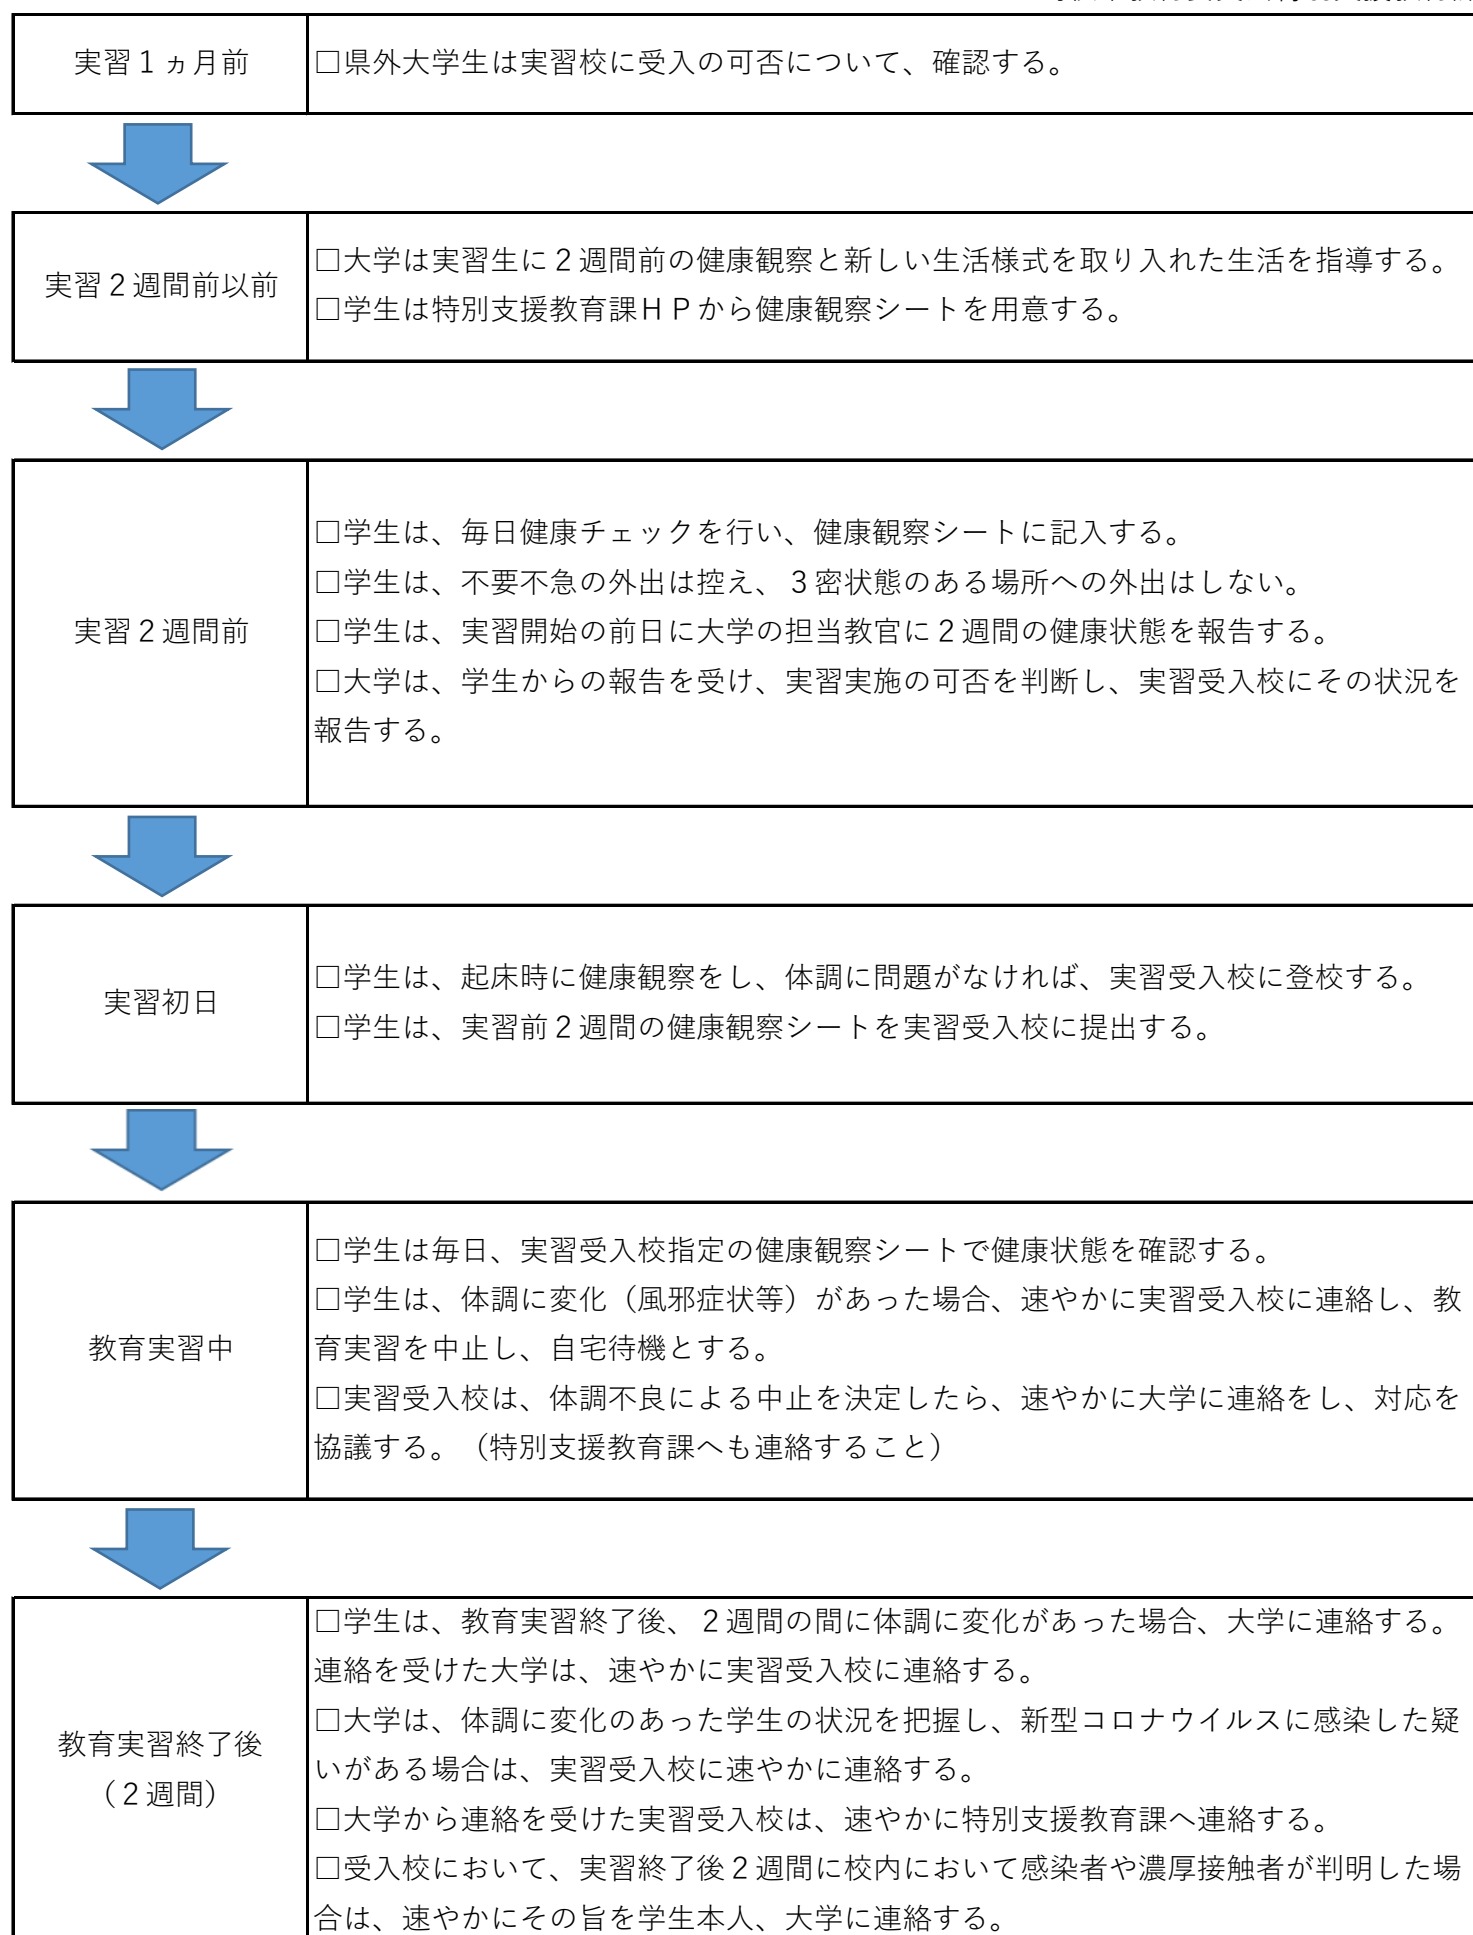 実習１ヵ月前
□県外大学生は実習校に受入の可否について、確認する。
実習２週間前以前
□大学は実習生に２週間前の健康観察と新しい生活様式を取り入れた生活を指導する。
□学生は特別支援教育課ＨＰから健康観察シートを用意する。
実習２週間前
□学生は、毎日健康チェックを行い、健康観察シートに記入する。
□学生は、不要不急の外出は控え、３密状態のある場所への外出はしない。
□学生は、実習開始の前日に大学の担当教官に２週間の健康状態を報告する。
□大学は、学生からの報告を受け、実習実施の可否を判断し、実習受入校にその状況を
報告する。
実習初日
□学生は、起床時に健康観察をし、体調に問題がなければ、実習受入校に登校する。
□学生は、実習前２週間の健康観察シートを実習受入校に提出する。
教育実習中
□学生は毎日、実習受入校指定の健康観察シートで健康状態を確認する。
□学生は、体調に変化（風邪症状等）があった場合、速やかに実習受入校に連絡し、教
育実習を中止し、自宅待機とする。
□実習受入校は、体調不良による中止を決定したら、速やかに大学に連絡をし、対応を
協議する。（特別支援教育課へも連絡すること）
教育実習終了後
（２週間）
□学生は、教育実習終了後、２週間の間に体調に変化があった場合、大学に連絡する。
連絡を受けた大学は、速やかに実習受入校に連絡する。
□大学は、体調に変化のあった学生の状況を把握し、新型コロナウイルスに感染した疑
いがある場合は、実習受入校に速やかに連絡する。
□大学から連絡を受けた実習受入校は、速やかに特別支援教育課へ連絡する。
□受入校において、実習終了後２週間に校内において感染者や濃厚接触者が判明した場
合は、速やかにその旨を学生本人、大学に連絡する。